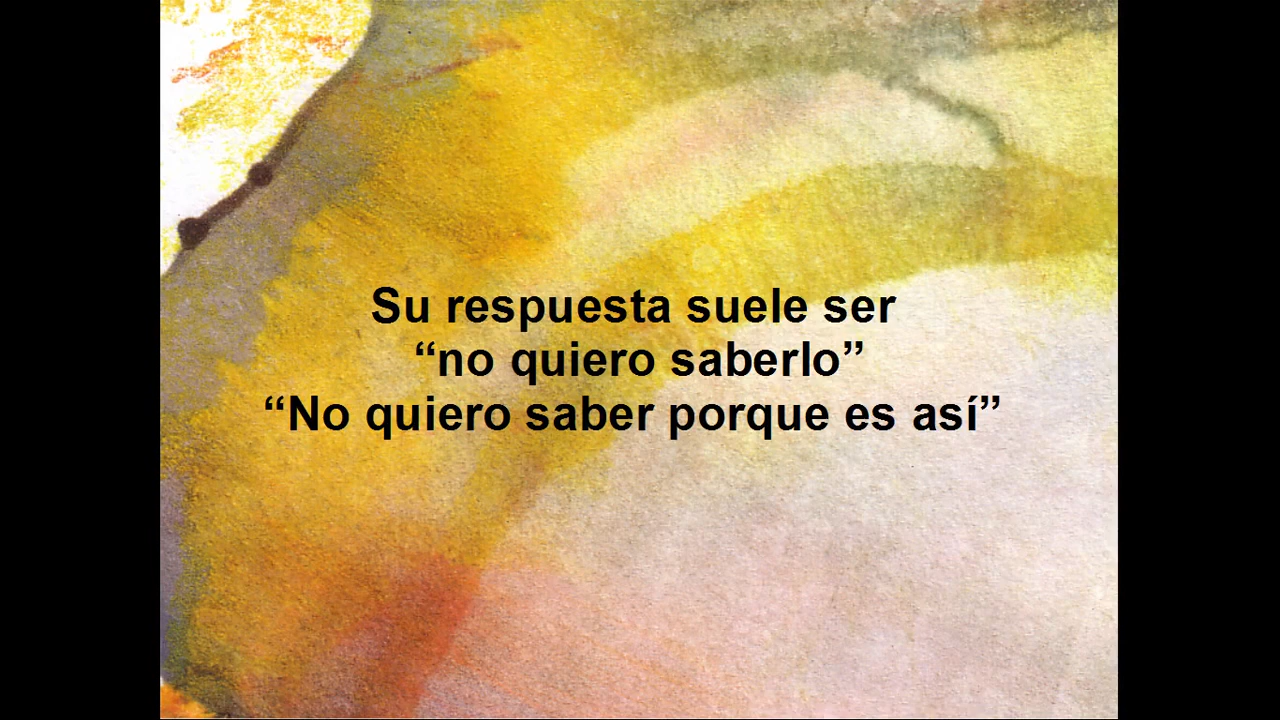 Su respuesta suele ser
“no quiero saberlo”
“No quiero saber porque es así”